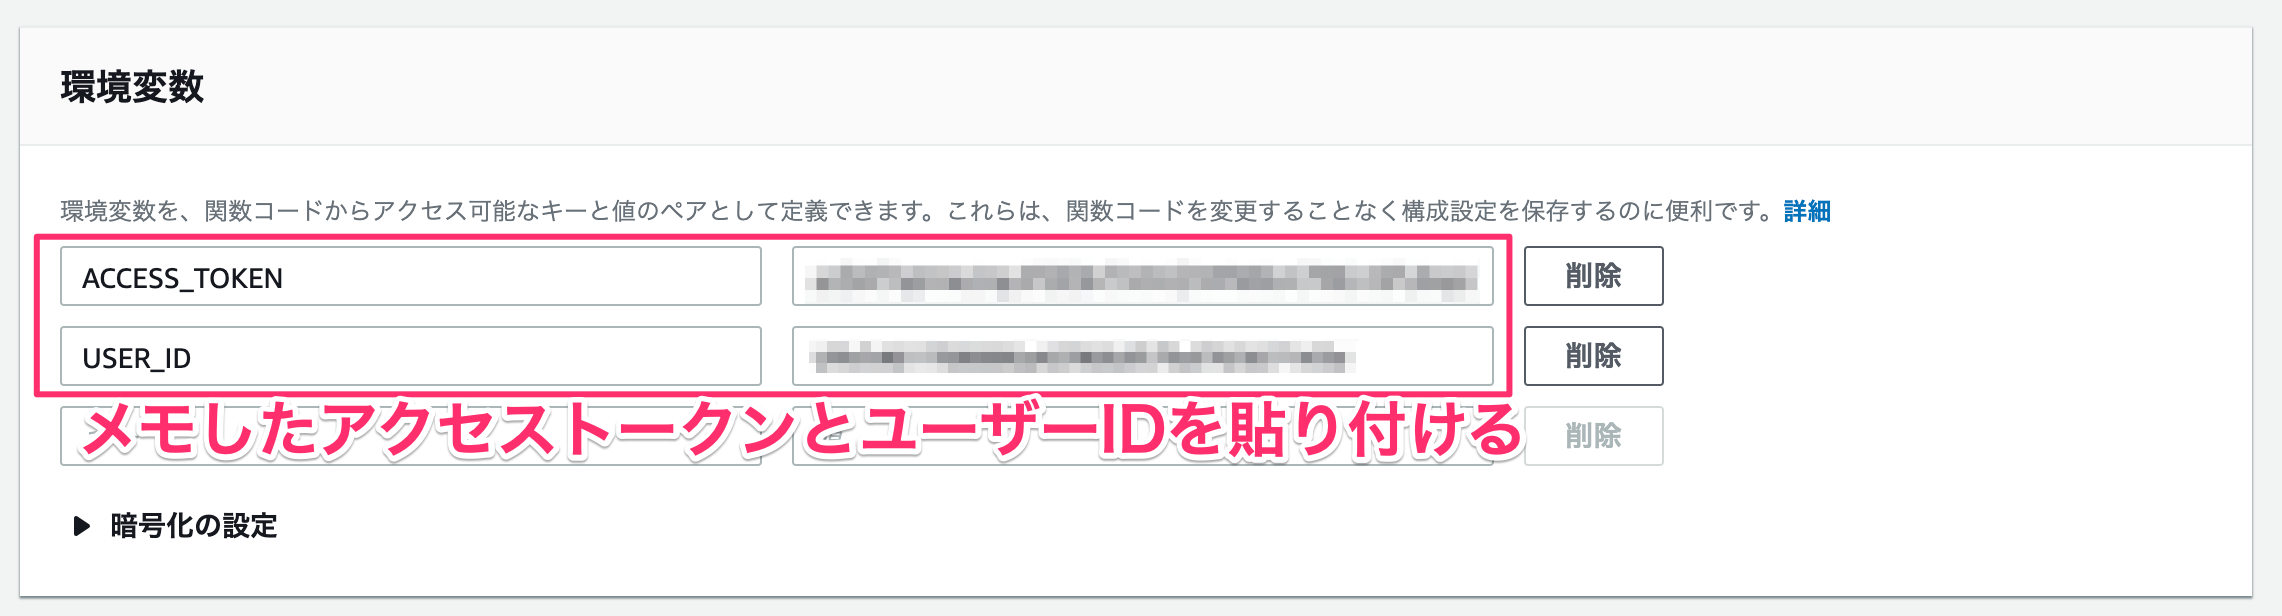 環境変数
環境変数を、関数コードからアクセス可能なキーと値のペアとして定義できます。これらは、関数コードを変更することなく構成設定を保存するのに便利です。詳細
ACCESS_TOKEN
削除
USER_ID
削除
メモしたアクセストークンとユーザーIDを貼り付ける
削除
暗号化の設定